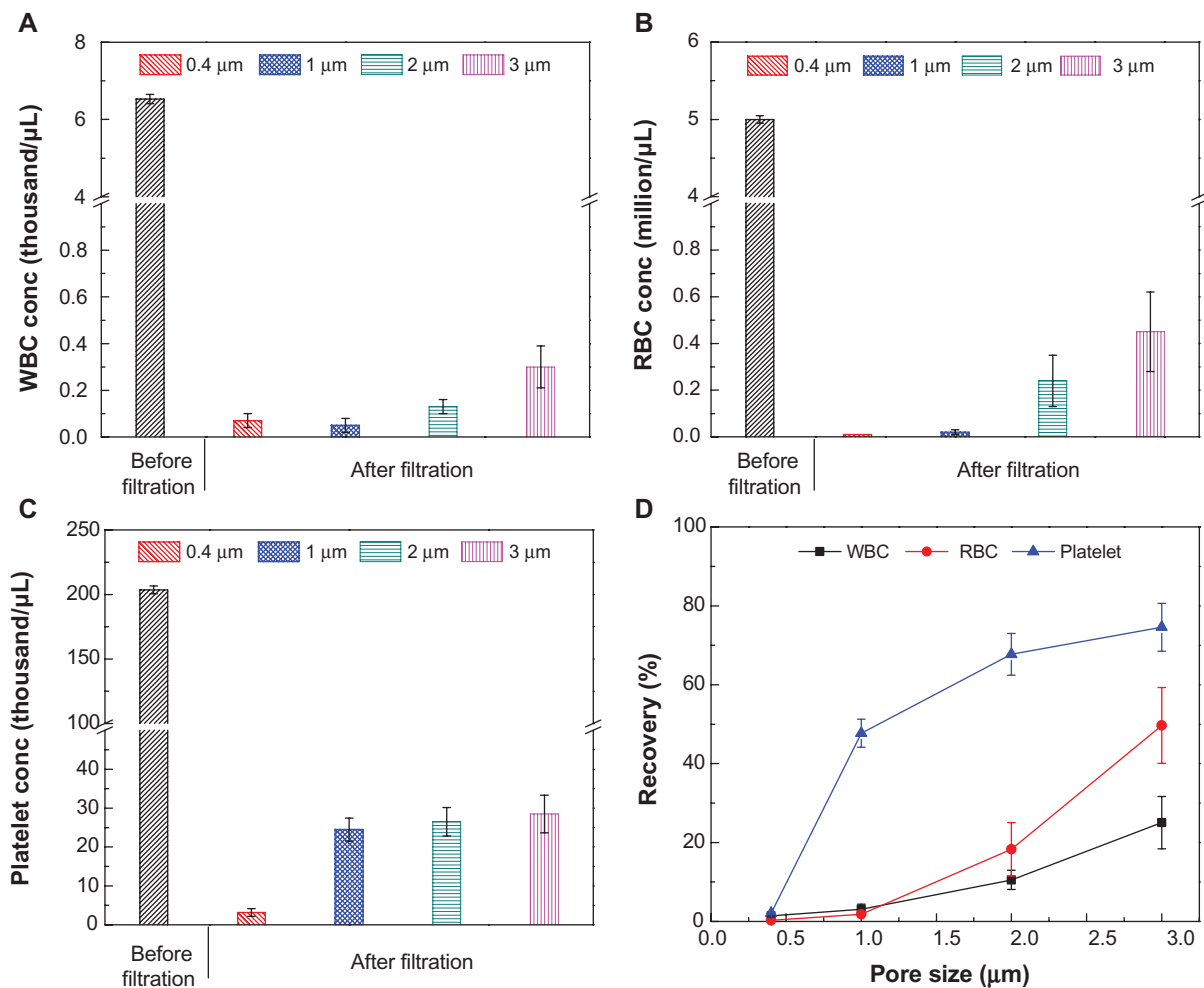 A
8
0.4 µm 1 µm 2 µm 3 µm
6
4
0.8
0.6
0.4
0.2
0.0
WBC conc (thousand/µL)
Before
filtration
After filtration
B
6
0.4 µm 1 µm 2 µm 3 µm
5
4
0.8
0.6
0.4
0.2
0.0
RBC conc (million/µL)
Before
filtration
After filtration
C
250
0.4 µm 1 µm 2 µm 3 µm
200
150
100
40
30
20
10
0
Platelet conc (thousand/µL)
Before
filtration
After filtration
D
100
WBC RBC Platelet
80
60
40
20
0
Recovery (%)
0.0 0.5 1.0 2.0 2.5 3.0
Pore size (µm)